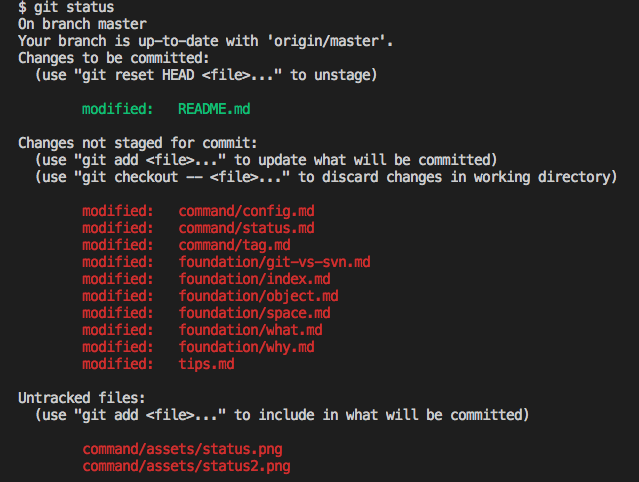 $ git status
On branch master
Your branch is up-to-date with 'origin/master'.
Changes to be committed:
  (use "git reset HEAD <file>..." to unstage)

        modified:   README.md

Changes not staged for commit:
  (use "git add <file>..." to update what will be committed)
  (use "git checkout -- <file>..." to discard changes in working directory)

        modified:   command/config.md
        modified:   command/status.md
        modified:   command/tag.md
        modified:   foundation/git-vs-svn.md
        modified:   foundation/index.md
        modified:   foundation/object.md
        modified:   foundation/space.md
        modified:   foundation/what.md
        modified:   foundation/why.md
        modified:   tips.md

Untracked files:
  (use "git add <file>..." to include in what will be committed)

        command/assets/status.png
        command/assets/status2.png